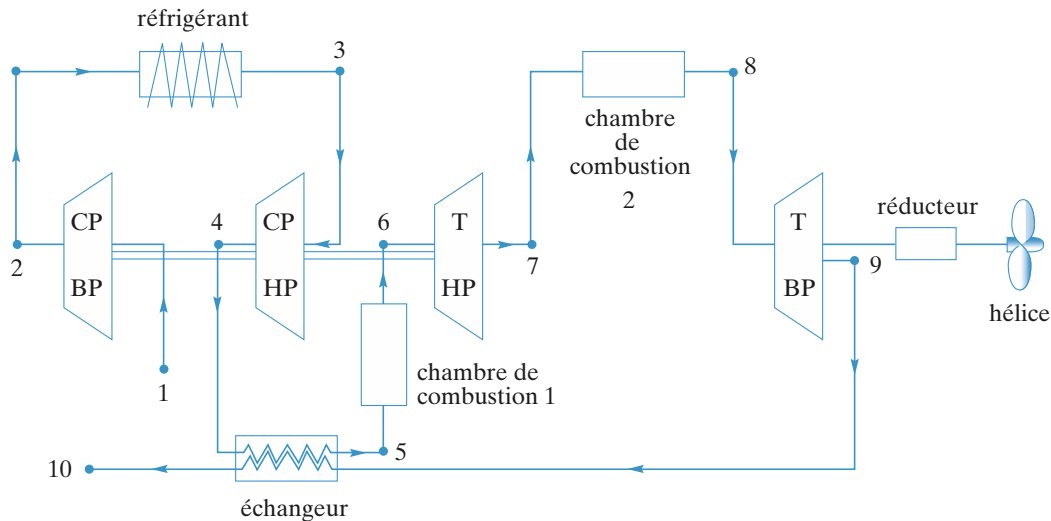 réfrigérant
3
8
chambre
de
combustion
2
CP
BP
4
CP
HP
6
T
HP
7
T
BP
réducteur
2
9
hélice
1
chambre de
combustion 1
5
10
échangeur